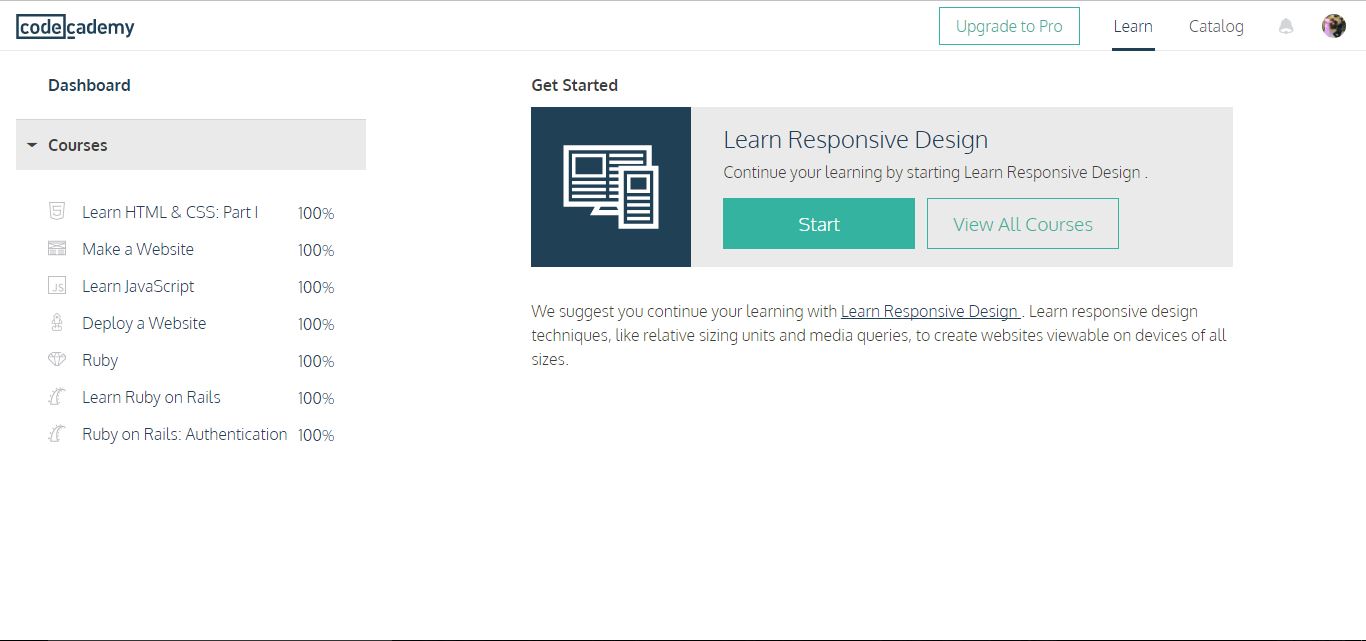 codecademy
Upgrade to Pro
Learn
Catalog
Dashboard
Courses
Learn HTML & CSS: Part I 100%
Make a Website 100%
JS Learn JavaScript 100%
Deploy a Website 100%
Ruby 100%
Learn Ruby on Rails 100%
Ruby on Rails: Authentication 100%
Get Started
Learn Responsive Design
Continue your learning by starting Learn Responsive Design .
Start
View All Courses
We suggest you continue your learning with Learn Responsive Design . Learn responsive design
techniques, like relative sizing units and media queries, to create websites viewable on devices of all
sizes.